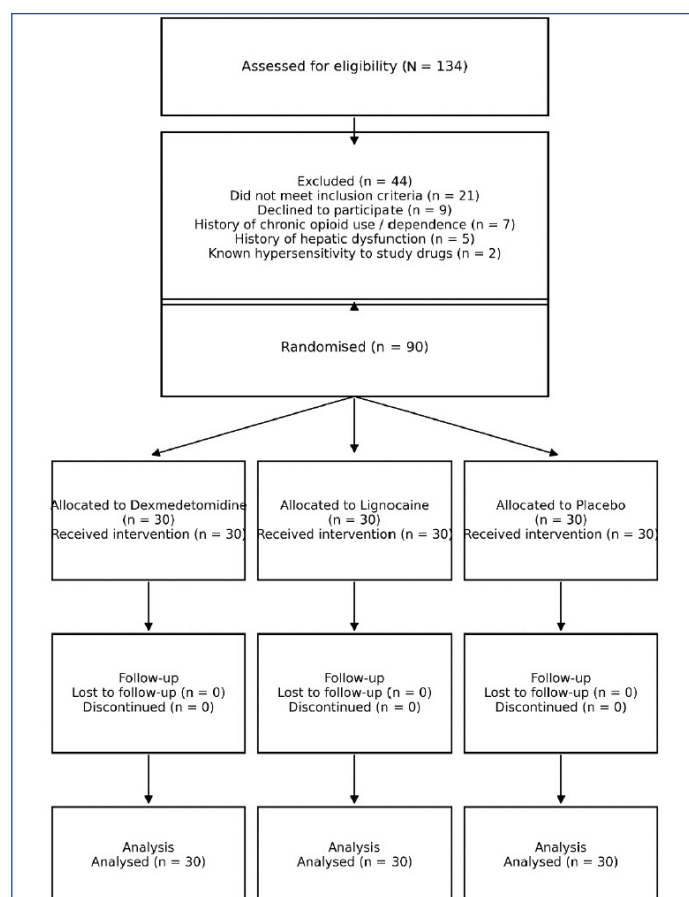 Assessed for eligibility (N = 134)
Excluded (n = 44)
Did not meet inclusion criteria (n = 21)
Declined to participate (n = 9)
History of chronic opioid use / dependence (n = 7)
History of hepatic dysfunction (n = 5)
Known hypersensitivity to study drugs (n = 2)
Randomised (n = 90)
Allocated to Dexmedetomidine
(n = 30)
Received intervention (n = 30)
Allocated to Lignocaine
(n = 30)
Received intervention (n = 30)
Allocated to Placebo
(n = 30)
Received intervention (n = 30)
Follow-up
Lost to follow-up (n = 0)
Discontinued (n = 0)
Follow-up
Lost to follow-up (n = 0)
Discontinued (n = 0)
Follow-up
Lost to follow-up (n = 0)
Discontinued (n = 0)
Analysis
Analysed (n = 30)
Analysis
Analysed (n = 30)
Analysis
Analysed (n = 30)